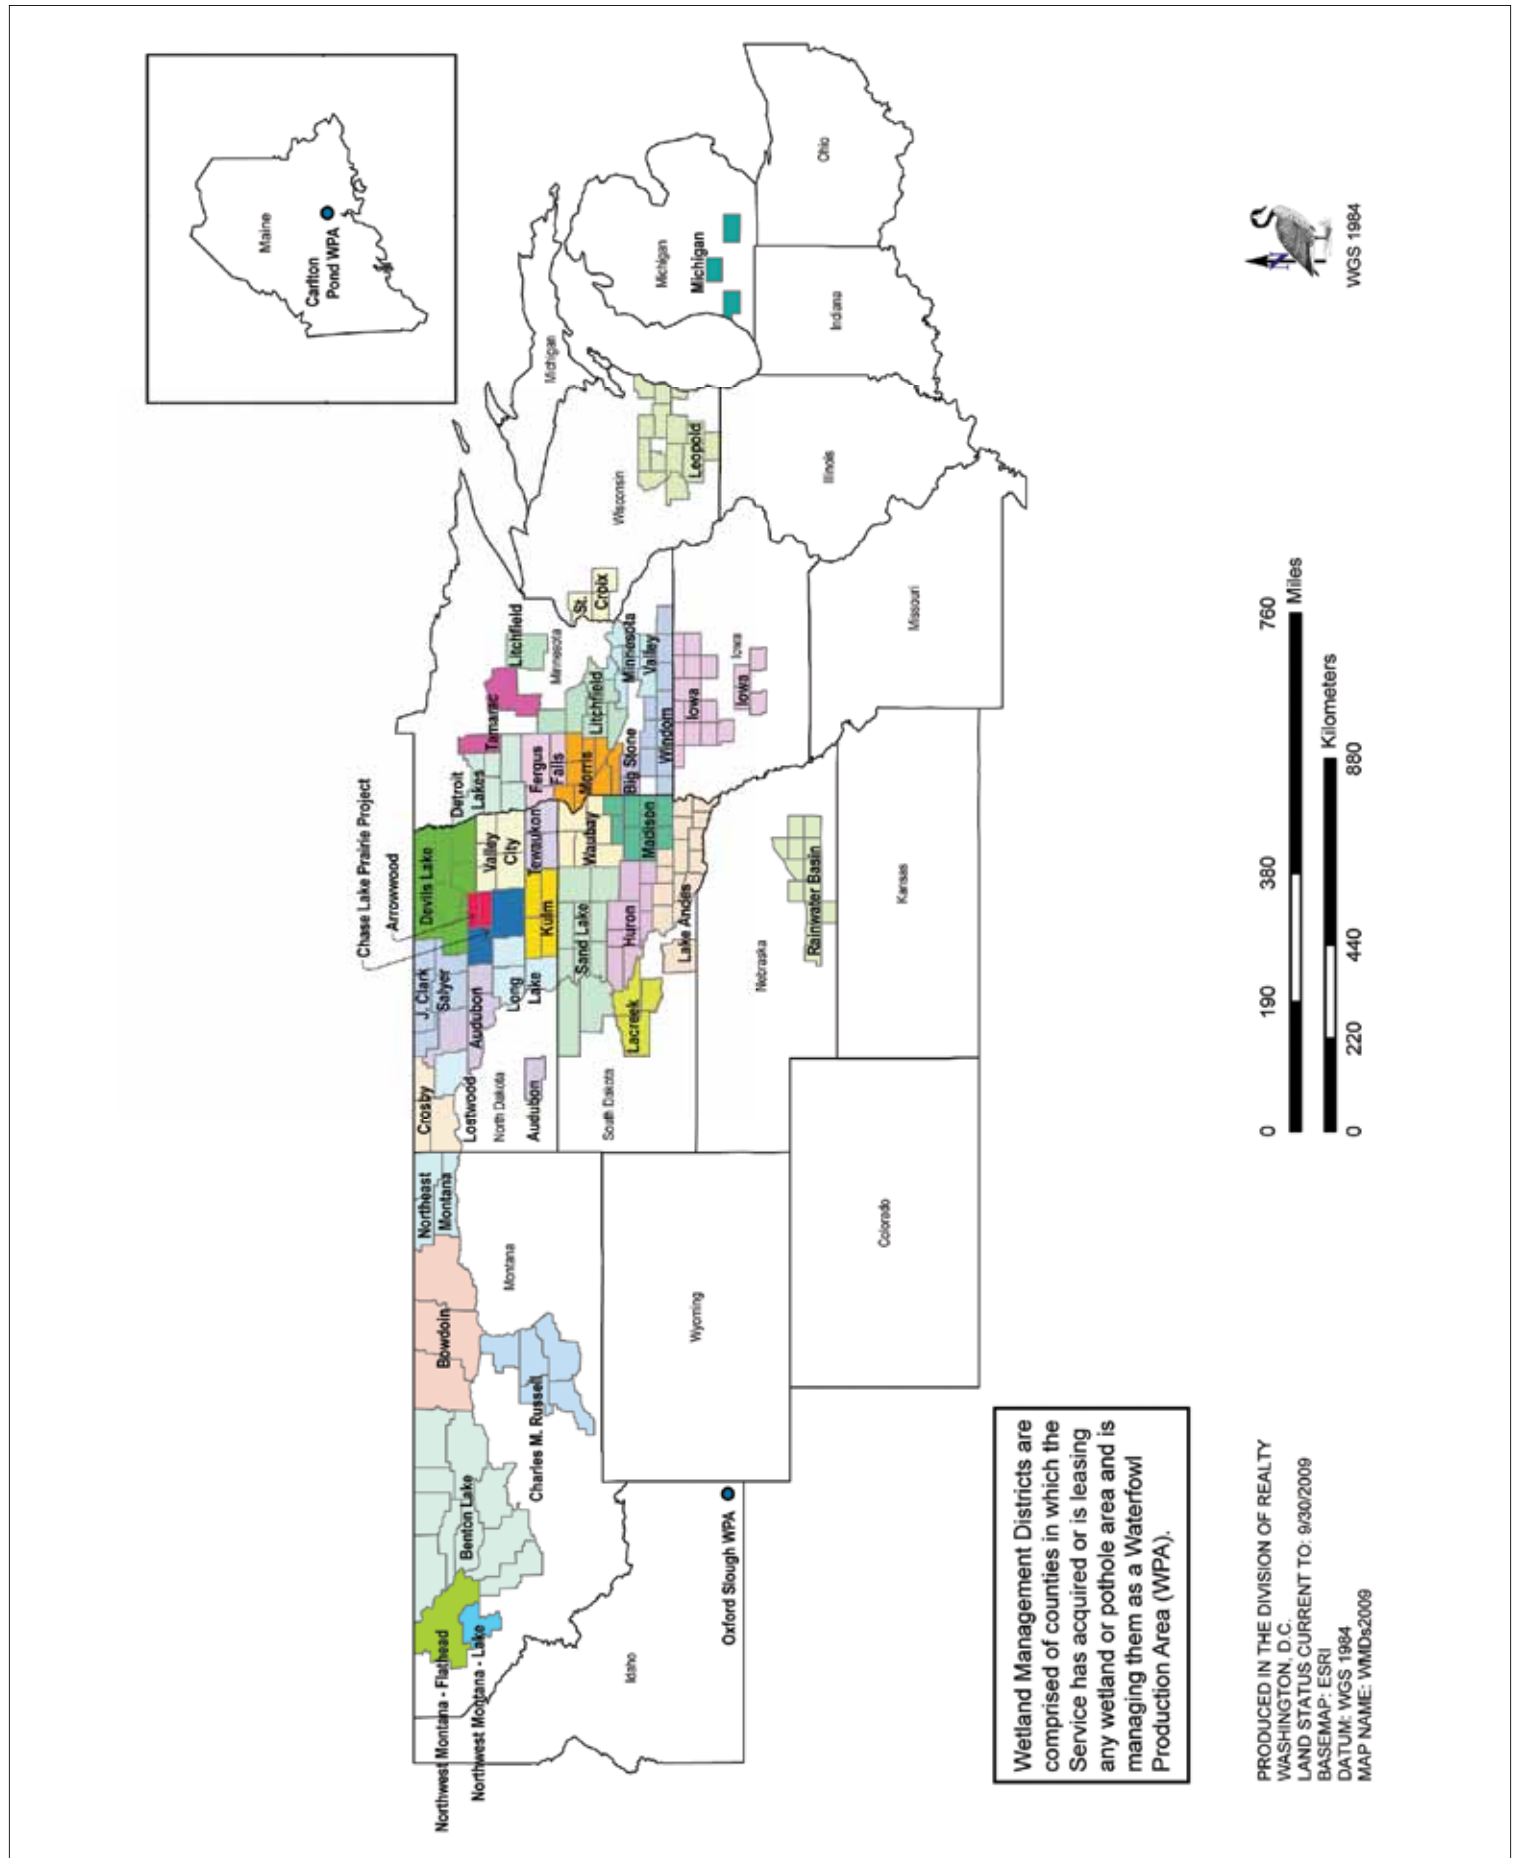 Maine
Carlton
Pond WPA
Chase Lake Prairie Project
Arrowwood
Northwest Montana - Flathead
Northwest Montana - Lake
Benton Lake
Bowdoin
Charles M. Russell
Northeast
Montana
Montana
Crosby
Lostwood
North Dakota
Audubon
J. Clark
Salyer
Audubon
Long
Lake
Devils Lake
Kulm
Valley
City
Tewaukon
Detroit
Lakes
Tamarac
Fergus
Falls
Morris
Litchfield
Minnesota
Litchfield
Big Stone
Minnesota
Valley
Windom
St.
Croix
Wisconsin
Leopold
Michigan
Michigan
Michigan
Ohio
Indiana
Illinois
Iowa
Iowa
Iowa
Missouri
South Dakota
Sand Lake
Waubay
Madison
Huron
Lacreek
Lake Andes
Nebraska
Rainwater Basin
Kansas
Wyoming
Colorado
Idaho
Oxford Slough WPA
Wetland Management Districts are
comprised of counties in which the
Service has acquired or is leasing
any wetland or pothole area and is
managing them as a Waterfowl
Production Area (WPA).
PRODUCED IN THE DIVISION OF REALTY
WASHINGTON, D.C.
LAND STATUS CURRENT TO: 9/30/2009
BASEMAP: ESRI
DATUM: WGS 1984
MAP NAME: WMDs2009
0 190 380 760
Miles
Kilometers
0 220 440 880
N
WGS 1984